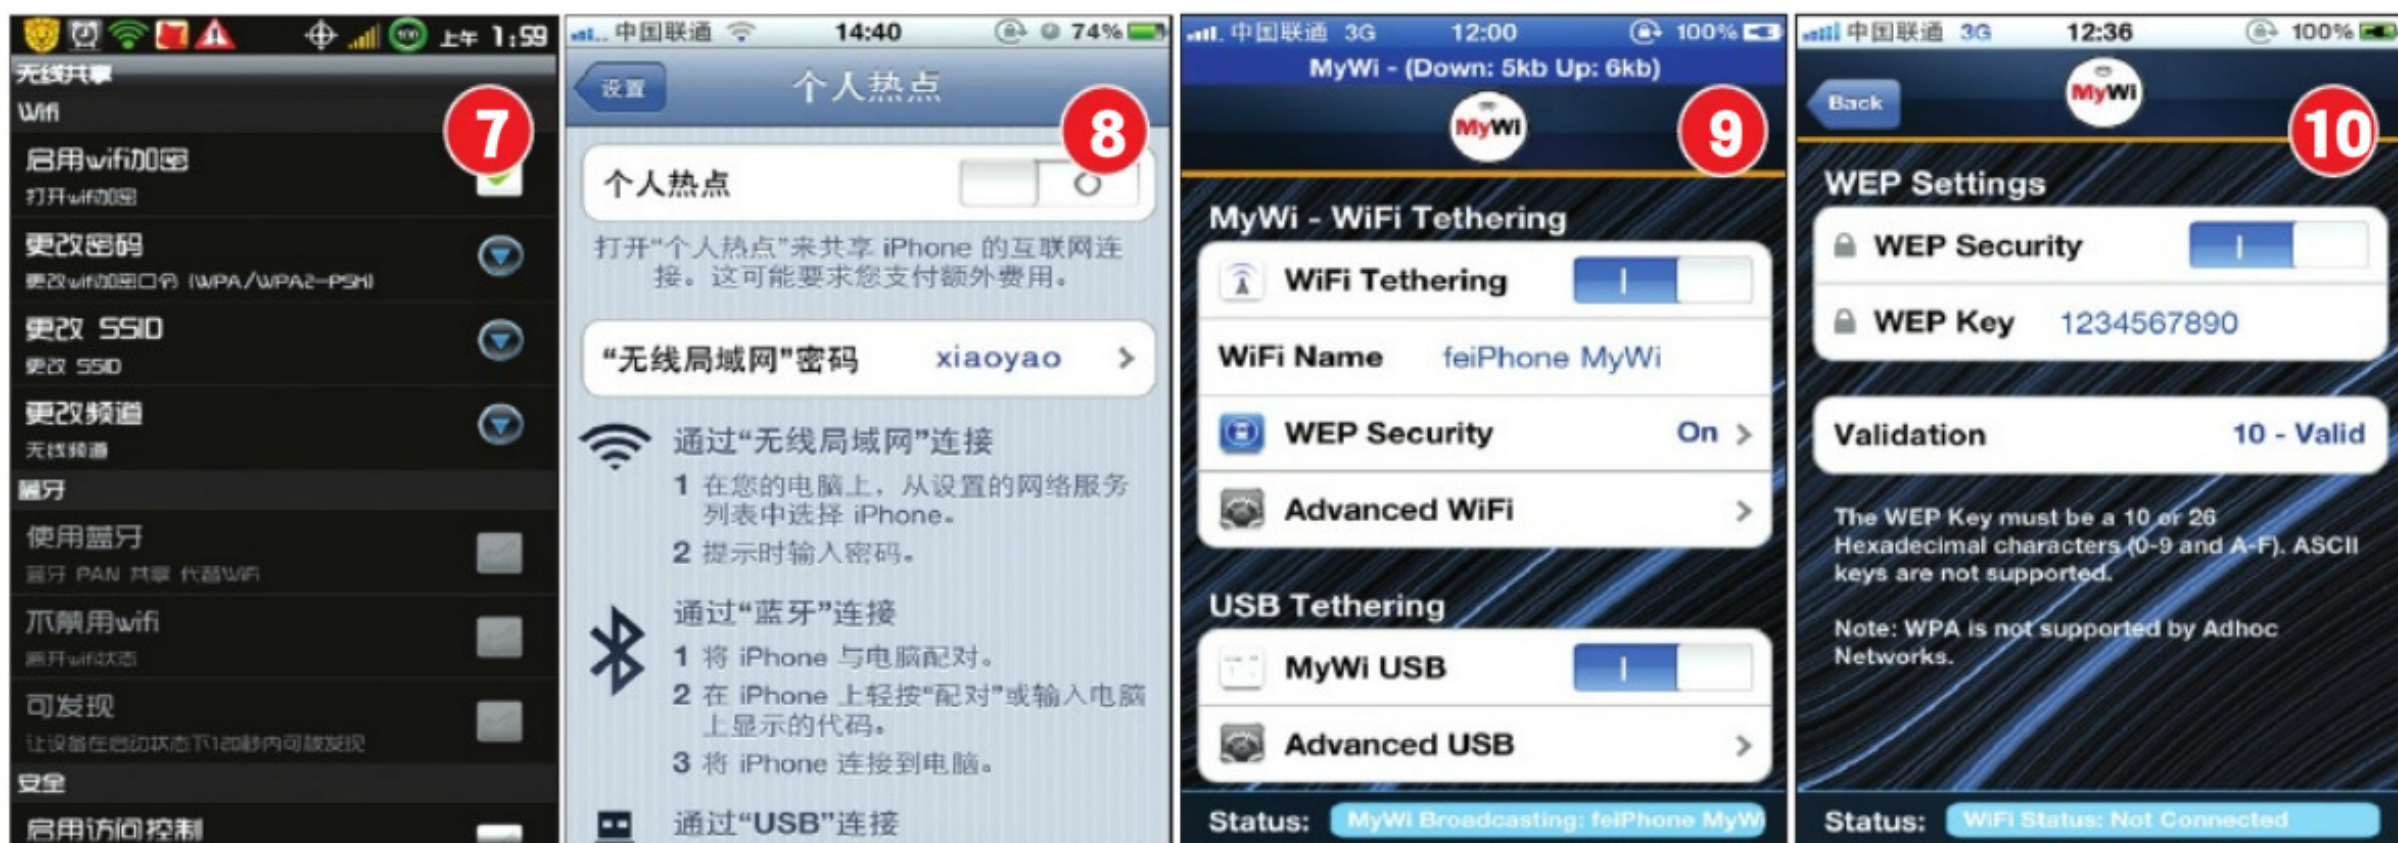 上午 1:59
无线共享
Wifi
启用wifi加密
打开wifi加密
更改密码
更改wifi加密口令 (WPA/WPA2-PSK)
更改 SSID
更改 SSID
更改频道
无线频道
蓝牙
使用蓝牙
蓝牙 PAN 共享 代替WiFi
不禁用wifi
离开wifi状态
可发现
让设备在启动状态下120秒内可被发现
安全
启用访问控制
7
中国联通 14:40 74%
设置
个人热点
8
个人热点
打开“个人热点”来共享 iPhone 的互联网连
接。这可能要求您支付额外费用。
“无线局域网”密码 xiaoyao
通过“无线局域网”连接
1 在您的电脑上，从设置的网络服务
列表中选择 iPhone。
2 提示时输入密码。
通过“蓝牙”连接
1 将 iPhone 与电脑配对。
2 在 iPhone 上轻按“配对”或输入电脑
上显示的代码。
3 将 iPhone 连接到电脑。
通过“USB”连接
中国联通 3G 12:00 100%
MyWi - (Down: 5kb Up: 6kb)
MyWi
9
MyWi - WiFi Tethering
WiFi Tethering
WiFi Name feiPhone MyWi
WEP Security On
Advanced WiFi
USB Tethering
MyWi USB
Advanced USB
Status: MyWi Broadcasting: feiPhone MyWi
中国联通 3G 12:36 100%
Back
MyWi
10
WEP Settings
WEP Security
WEP Key 1234567890
Validation 10 - Valid
The WEP Key must be a 10 or 26
Hexadecimal characters (0-9 and A-F). ASCII
keys are not supported.
Note: WPA is not supported by Adhoc
Networks.
Status: WiFi Status: Not Connected